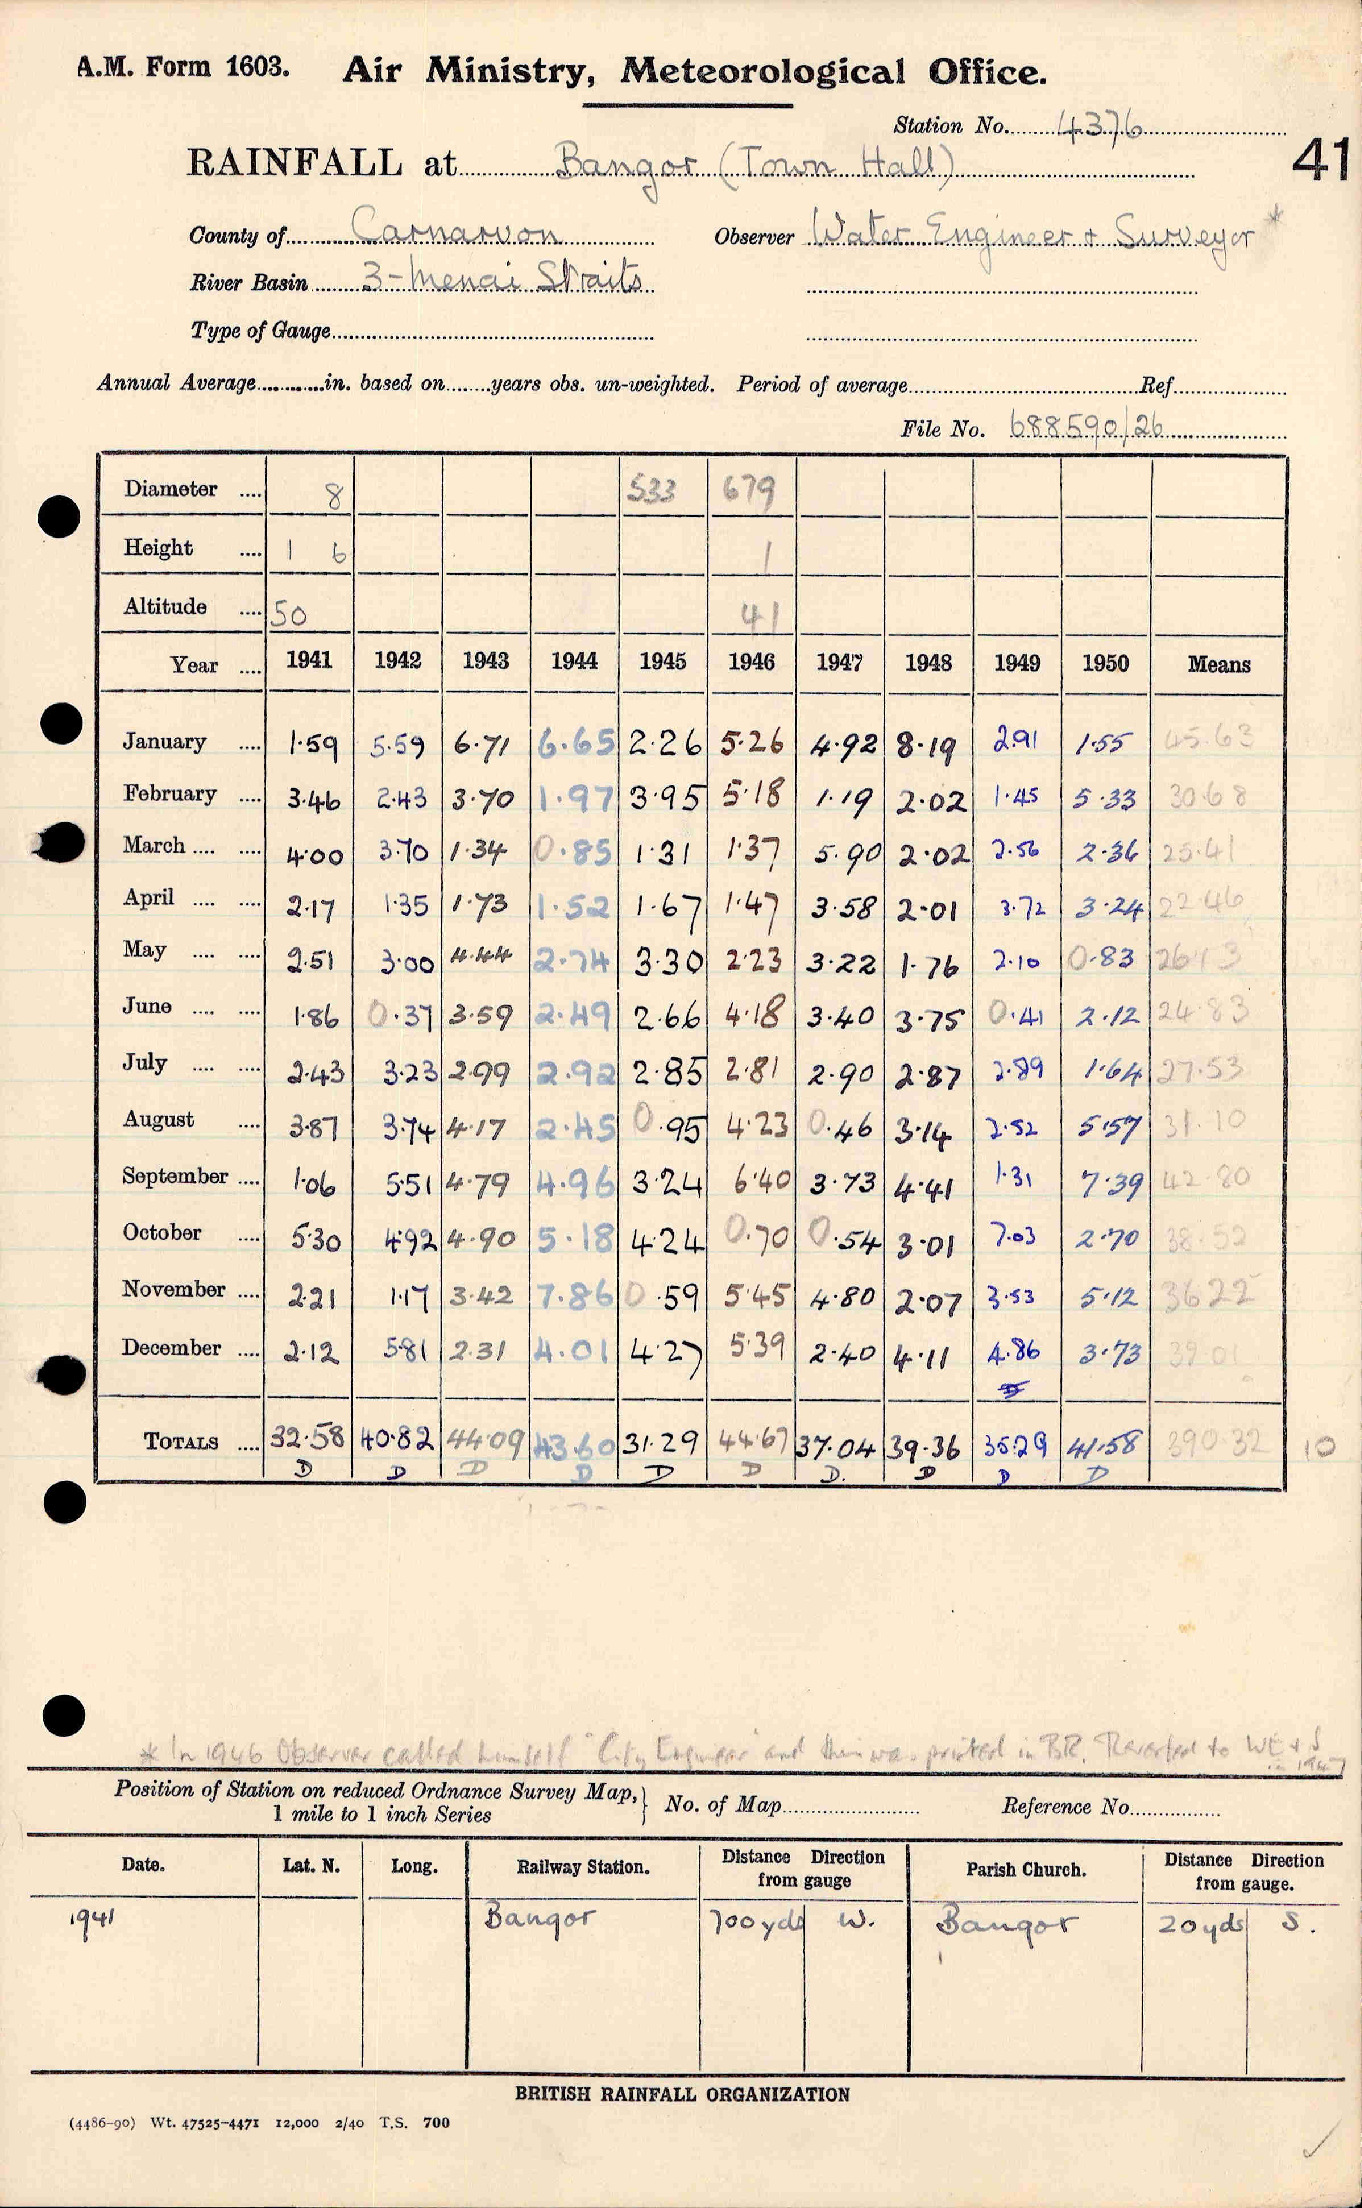 A.M. Form 1603. Air Ministry, Meteorological Office.
Station No. 4376
41
RAINFALL at Bangor (Town Hall)
County of Carnarvon Observer Water Engineer & Surveyor *
River Basin 3-Menai Straits
Type of Gauge
Annual Average in. based on years obs. un-weighted. Period of average Ref
File No. 688590/26
Diameter .... 8 533 679
Height .... 1 6 1
Altitude .... 50 41
Year .... 1941 1942 1943 1944 1945 1946 1947 1948 1949 1950 Means
January .... 1.59 5.59 6.71 6.65 2.26 5.26 4.92 8.19 2.91 1.55 45.63
February .... 3.46 2.43 3.70 1.97 3.95 5.18 1.19 2.02 1.45 5.33 30.68
March .... .... 4.00 3.70 1.34 0.85 1.31 1.37 5.90 2.02 2.56 2.36 25.41
April .... .... 2.17 1.35 1.73 1.52 1.67 1.47 3.58 2.01 3.72 3.24 22.46
May .... .... 2.51 3.00 4.44 2.74 3.30 2.23 3.22 1.76 2.10 0.83 26.13
June .... .... 1.86 0.37 3.59 2.49 2.66 4.18 3.40 3.75 0.41 2.12 24.83
July .... .... 2.43 3.23 2.99 2.92 2.85 2.81 2.90 2.87 2.89 1.64 27.53
August .... 3.87 3.74 4.17 2.45 0.95 4.23 0.46 3.14 2.52 5.57 31.10
September .... 1.06 5.51 4.79 4.96 3.24 6.40 3.73 4.41 1.31 7.39 42.80
October .... 5.30 4.92 4.90 5.18 4.24 0.70 0.54 3.01 7.03 2.70 38.52
November .... 2.21 1.17 3.42 7.86 0.59 5.45 4.80 2.07 3.53 5.12 36.22
December .... 2.12 5.81 2.31 4.01 4.27 5.39 2.40 4.11 4.86 3.73 39.01
TOTALS .... 32.58 40.82 44.09 43.60 31.29 44.67 37.04 39.36 35.29 41.58 390.32 10
D D D D D D D. D D D
* In 1946 Observer called himself "City Engineer" and this was printed in B.R. Reverted to WE & S
in 1947
Position of Station on reduced Ordnance Survey Map,} No. of Map Reference No.
1 mile to 1 inch Series
Date. Lat. N. Long. Railway Station. Distance Direction from gauge Parish Church. Distance Direction from gauge.
1941 Bangor 700 yds W. Bangor 20 yds S.
BRITISH RAINFALL ORGANIZATION
(4486-90) Wt. 47525-4471 12,000 2/40 T.S. 700